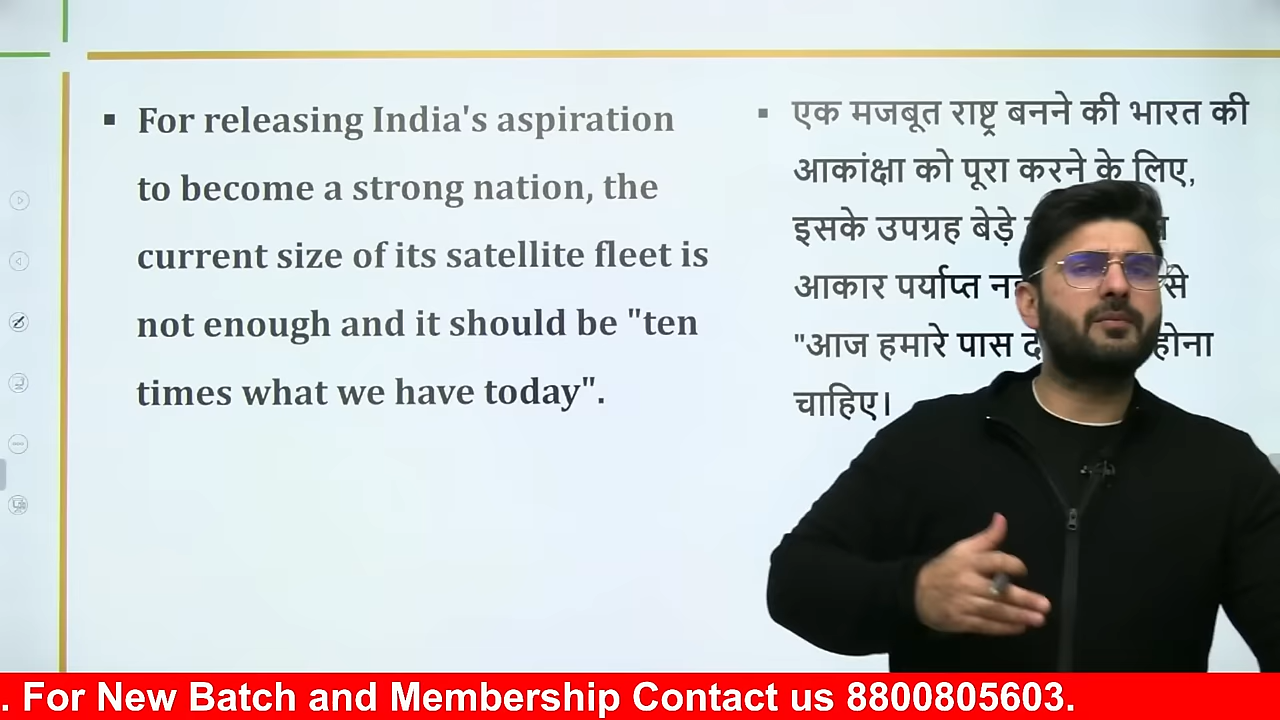 For releasing India's aspiration
to become a strong nation, the
current size of its satellite fleet is
not enough and it should be "ten
times what we have today".
एक मजबूत राष्ट्र बनने की भारत की
आकांक्षा को पूरा करने के लिए,
इसके उपग्रह बेड़े
आकार पर्याप्त
"आज हमारे पास होना
चाहिए।
. For New Batch and Membership Contact us 8800805603.